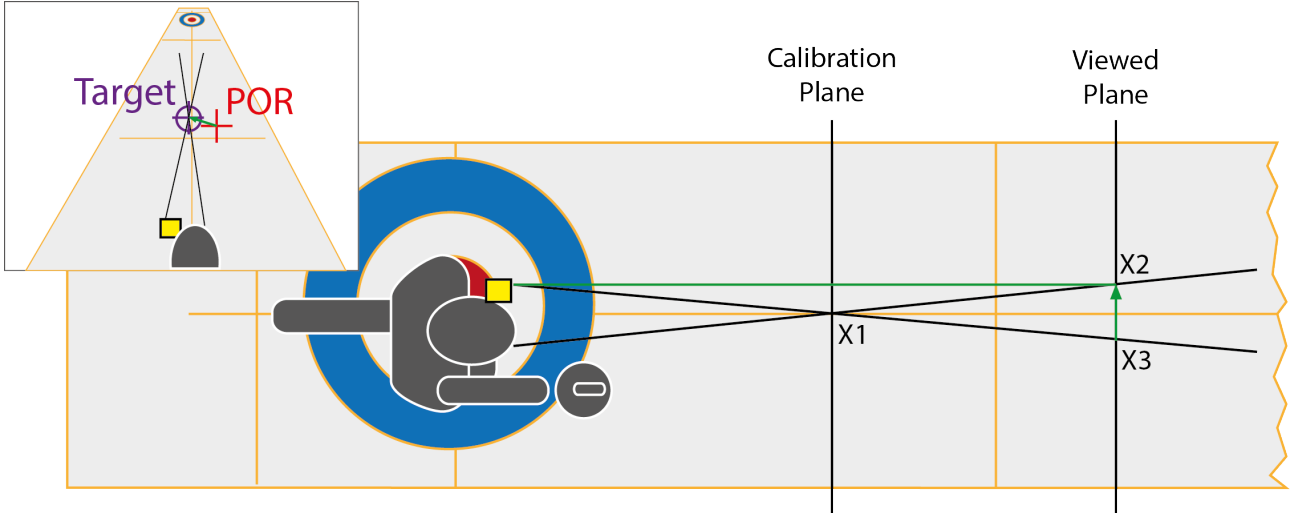 Target
POR
Calibration
Plane
Viewed
Plane
X1
X2
X3